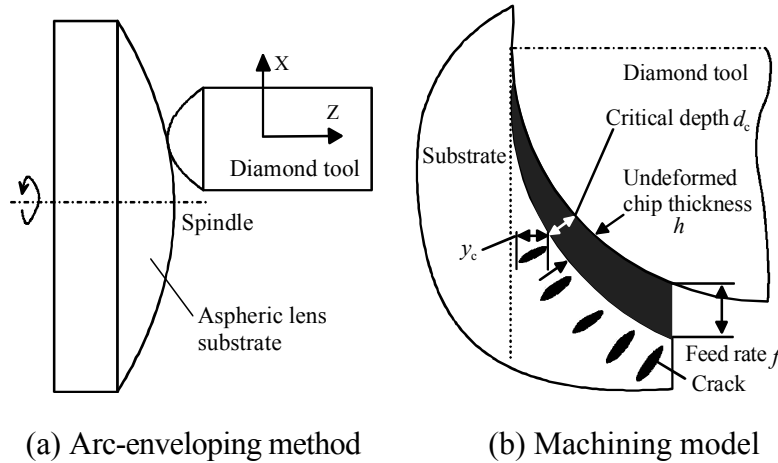 X
Z
Diamond tool
Spindle
Aspheric lens
substrate
(a) Arc-enveloping method
Diamond tool
Critical depth dc
Substrate
Undeformed
chip thickness
h
yc
Feed rate f
Crack
(b) Machining model